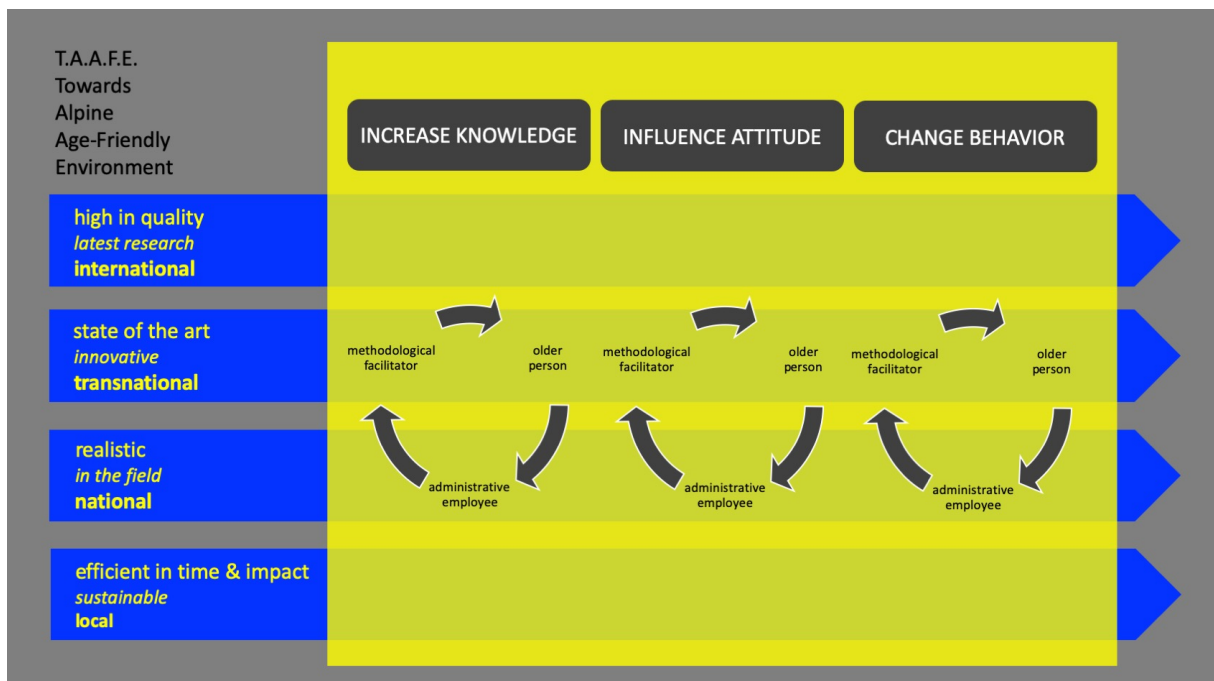 T.A.A.F.E.
Towards
Alpine
Age-Friendly
Environment
INCREASE KNOWLEDGE
INFLUENCE ATTITUDE
CHANGE BEHAVIOR
high in quality
latest research
international
state of the art
innovative
transnational
methodological
facilitator
older
person
methodological
facilitator
older
person
methodological
facilitator
older
person
realistic
in the field
national
administrative
employee
administrative
employee
administrative
employee
efficient in time & impact
sustainable
local